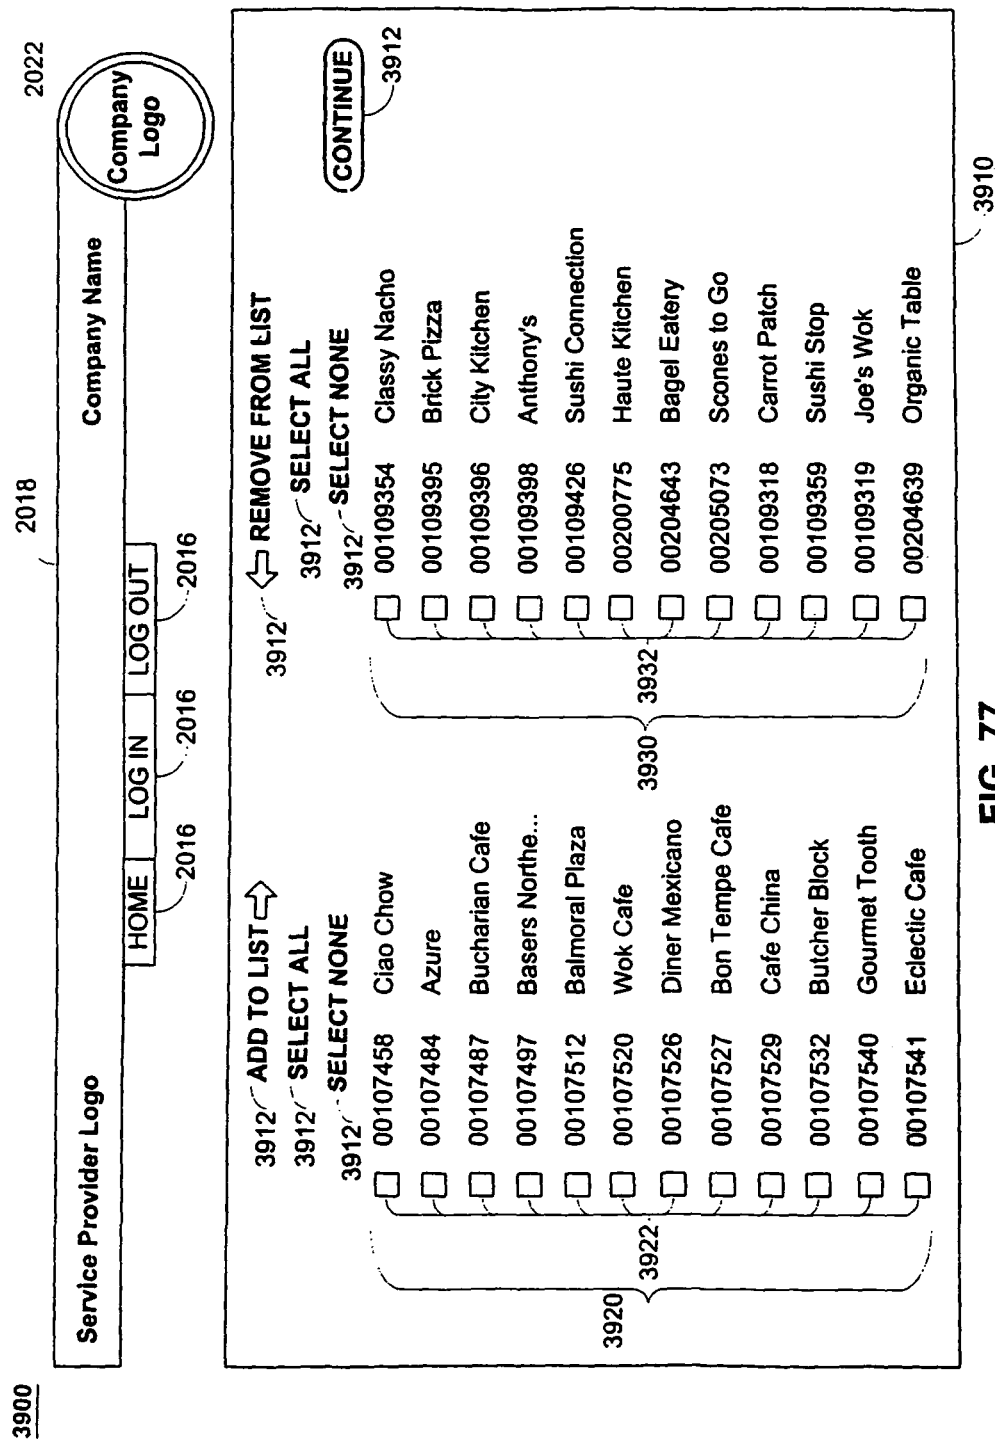 3900
2018
2022
Service Provider Logo
Company Name
Company
Logo
HOME
LOG IN
LOG OUT
2016
2016
2016
3912 ADD TO LIST
3912 SELECT ALL
3912 SELECT NONE
00107458 Ciao Chow
00107484 Azure
00107487 Bucharian Cafe
00107497 Basers Northe...
00107512 Balmoral Plaza
00107520 Wok Cafe
00107526 Diner Mexicano
00107527 Bon Tempe Cafe
00107529 Cafe China
00107532 Butcher Block
00107540 Gourmet Tooth
00107541 Eclectic Cafe
3920
3922
3912
REMOVE FROM LIST
3912 SELECT ALL
3912 SELECT NONE
00109354 Classy Nacho
00109395 Brick Pizza
00109396 City Kitchen
00109398 Anthony's
00109426 Sushi Connection
00200775 Haute Kitchen
00204643 Bagel Eatery
00205073 Scones to Go
00109318 Carrot Patch
00109359 Sushi Stop
00109319 Joe's Wok
00204639 Organic Table
3930
3932
CONTINUE
3912
3910
FIG. 77